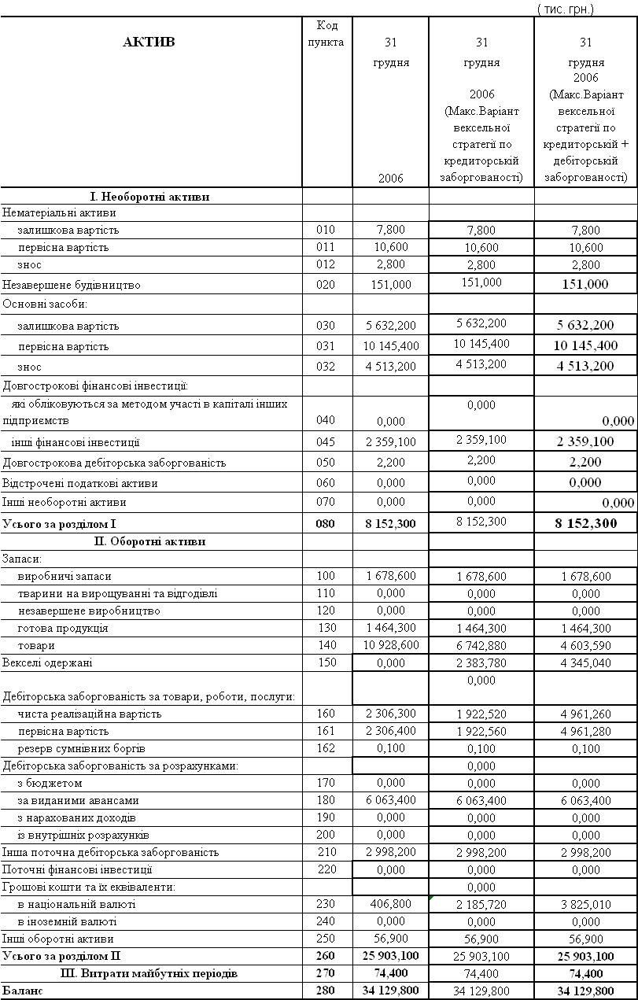 ( тис. грн.)
АКТИВ
Код
пункта
31
грудня
2006
31
грудня
2006
(Макс.Варіант
вексельної
стратегії по
кредиторській
заборгованості)
31
грудня
2006
(Макс.Варіант
вексельної
стратегії по
кредиторській +
дебіторській
заборгованості)
I. Необоротні активи
Нематеріальні активи
залишкова вартість 010 7,800 7,800 7,800
первісна вартість 011 10,600 10,600 10,600
знос 012 2,800 2,800 2,800
Незавершене будівництво 020 151,000 151,000 151,000
Основні засоби:
залишкова вартість 030 5 632,200 5 632,200 5 632,200
первісна вартість 031 10 145,400 10 145,400 10 145,400
знос 032 4 513,200 4 513,200 4 513,200
Довгострокові фінансові інвестиції:
які обліковуються за методом участі в капіталі інших
підприємств 040 0,000 0,000 0,000
інші фінансові інвестиції 045 2 359,100 2 359,100 2 359,100
Довгострокова дебіторська заборгованість 050 2,200 2,200 2,200
Відстрочені податкові активи 060 0,000 0,000 0,000
Інші необоротні активи 070 0,000 0,000 0,000
Усього за розділом I 080 8 152,300 8 152,300 8 152,300
II. Оборотні активи
Запаси:
виробничі запаси 100 1 678,600 1 678,600 1 678,600
тварини на вирощуванні та відгодівлі 110 0,000 0,000 0,000
незавершене виробництво 120 0,000 0,000 0,000
готова продукція 130 1 464,300 1 464,300 1 464,300
товари 140 10 928,600 6 742,880 4 603,590
Векселі одержані 150 0,000 2 383,780 4 345,040
0,000
Дебіторська заборгованість за товари, роботи, послуги:
чиста реалізаційна вартість 160 2 306,300 1 922,520 4 961,260
первісна вартість 161 2 306,400 1 922,560 4 961,280
резерв сумнівних боргів 162 0,100 0,100 0,100
Дебіторська заборгованість за розрахунками: 0,000
з бюджетом 170 0,000 0,000 0,000
за виданими авансами 180 6 063,400 6 063,400 6 063,400
з нарахованих доходів 190 0,000 0,000 0,000
із внутрішніх розрахунків 200 0,000 0,000 0,000
Інша поточна дебіторська заборгованість 210 2 998,200 2 998,200 2 998,200
Поточні фінансові інвестиції 220 0,000 0,000 0,000
Грошові кошти та їх еквіваленти: 0,000
в національній валюті 230 406,800 2 185,720 3 825,010
в іноземній валюті 240 0,000 0,000 0,000
Інші оборотні активи 250 56,900 56,900 56,900
Усього за розділом II 260 25 903,100 25 903,100 25 903,100
III. Витрати майбутніх періодів 270 74,400 74,400 74,400
Баланс 280 34 129,800 34 129,800 34 129,800